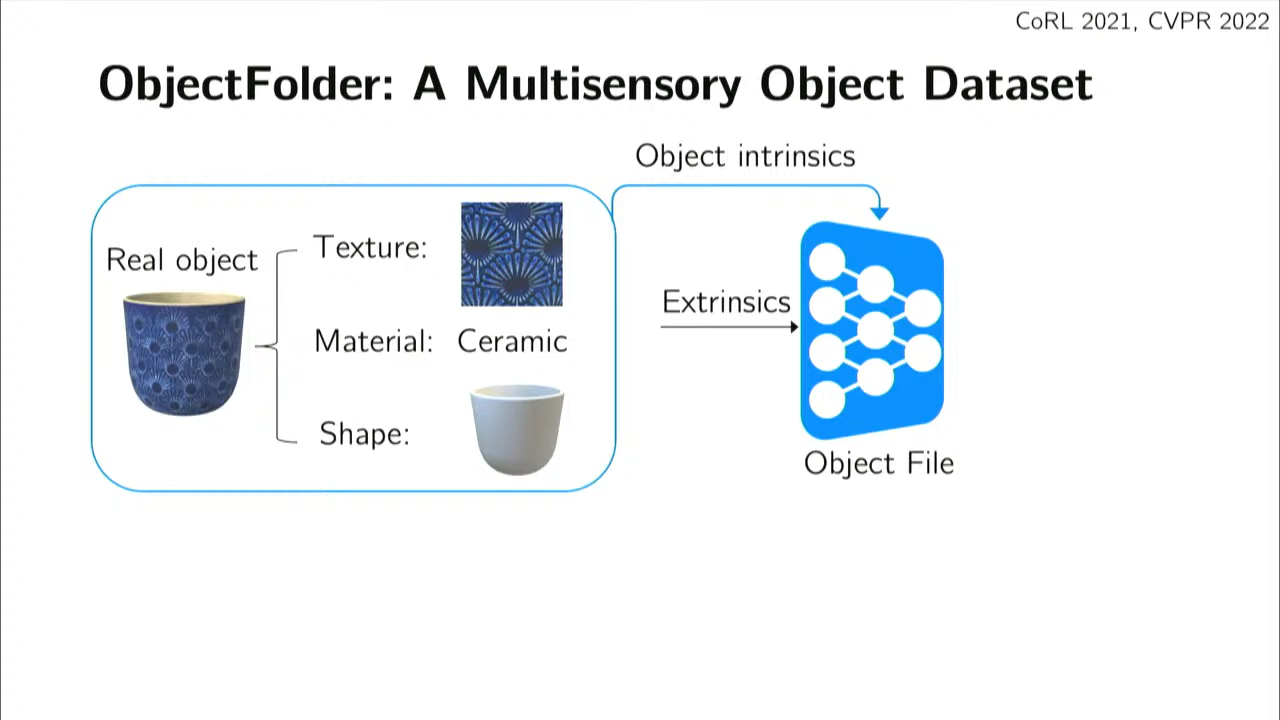 CoRL 2021, CVPR 2022
ObjectFolder: A Multisensory Object Dataset
Object intrinsics
Real object
Texture:
Material: Ceramic
Shape:
Extrinsics
Object File